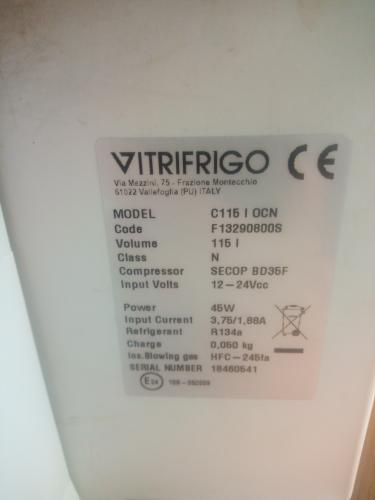 VITRIFRIGO CE
Via Mazzini, 75 - Frazione Montecchio
61022 Vallefoglia (PU) ITALY
MODEL C115 I OCN
Code F13290800S
Volume 115 l
Class N
Compressor SECOP BD35F
Input Volts 12-24Vcc
Power 45W
Input Current 3,75/1,88A
Refrigerant R134a
Charge 0,050 kg
Ins.Blowing gas HFC-245fa
SERIAL NUMBER 18460541